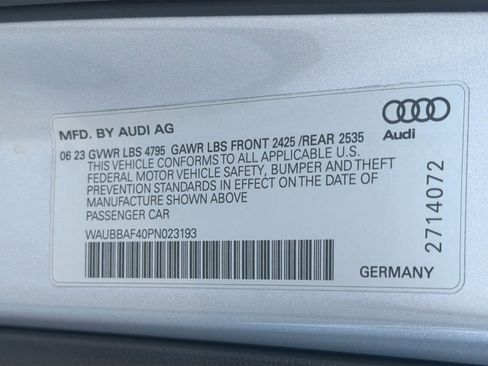 MFD. BY AUDI AG
06 23 GVWR LBS 4795 GAWR LBS FRONT 2425 /REAR 2535
THIS VEHICLE CONFORMS TO ALL APPLICABLE U.S.
FEDERAL MOTOR VEHICLE SAFETY, BUMPER AND THEFT
PREVENTION STANDARDS IN EFFECT ON THE DATE OF
MANUFACTURE SHOWN ABOVE
PASSENGER CAR
WAUBBAF40PN023193
Audi
2714072
GERMANY